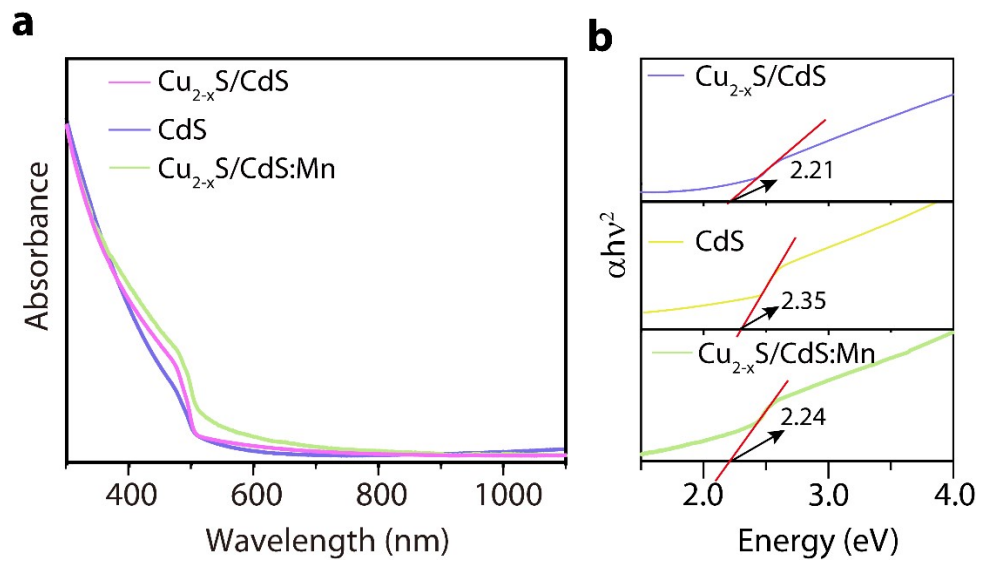 a
Cu2-xS/CdS
CdS
Cu2-xS/CdS:Mn
Absorbance
400 600 800 1000
Wavelength (nm)
b
Cu2-xS/CdS
2.21
CdS
2.35
Cu2-xS/CdS:Mn
2.24
αhν²
2.0 3.0 4.0
Energy (eV)